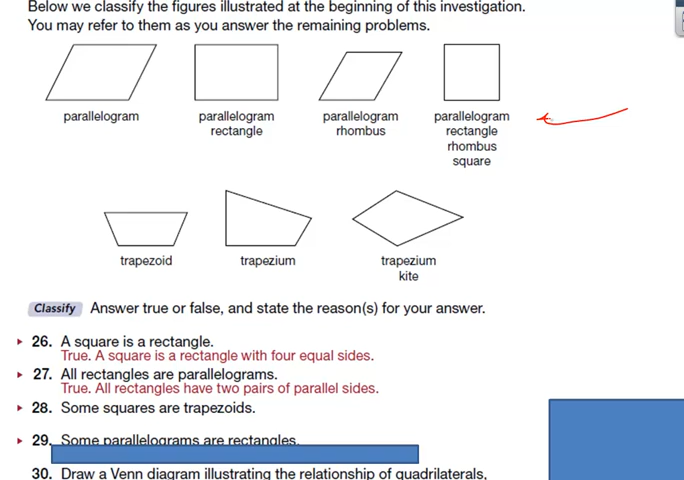 Below we classify the figures illustrated at the beginning of this investigation.
You may refer to them as you answer the remaining problems.
parallelogram
parallelogram
rectangle
parallelogram
rhombus
parallelogram
rectangle
rhombus
square
trapezoid
trapezium
trapezium
kite
Classify Answer true or false, and state the reason(s) for your answer.
26. A square is a rectangle.
True. A square is a rectangle with four equal sides.
27. All rectangles are parallelograms.
True. All rectangles have two pairs of parallel sides.
28. Some squares are trapezoids.
29. Some parallelograms are rectangles.
30. Draw a Venn diagram illustrating the relationship of quadrilaterals,